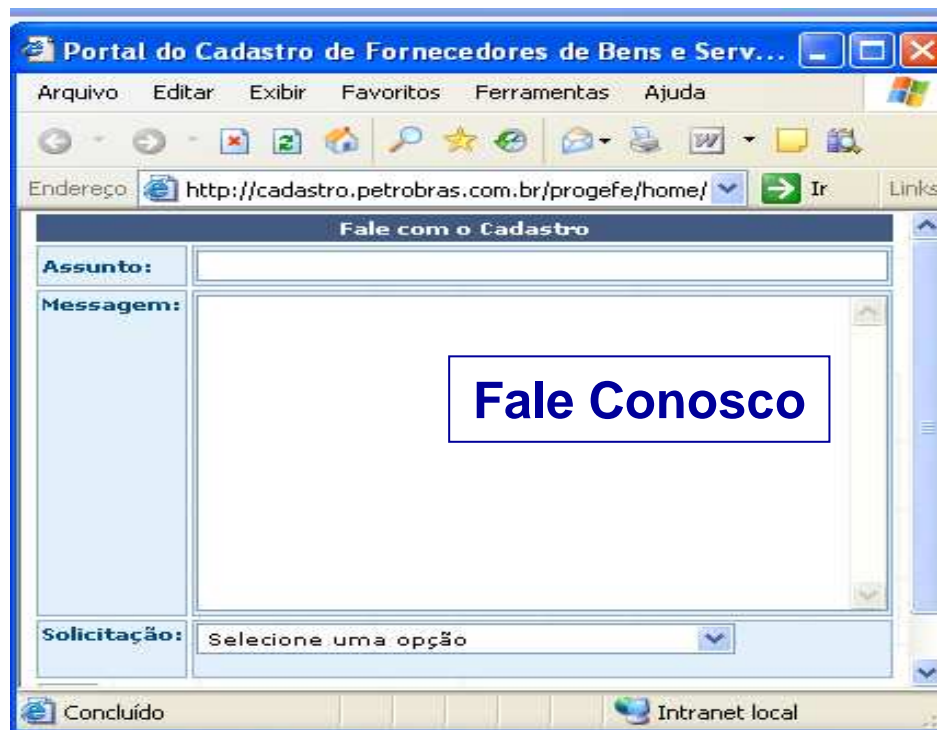 Portal do Cadastro de Fornecedores de Bens e Serv...
Arquivo Editar Exibir Favoritos Ferramentas Ajuda
Endereço http://cadastro.petrobras.com.br/progefe/home/ Ir Links
Fale com o Cadastro
Assunto:
Messagem:
Fale Conosco
Solicitação: Selecione uma opção
Concluído Intranet local